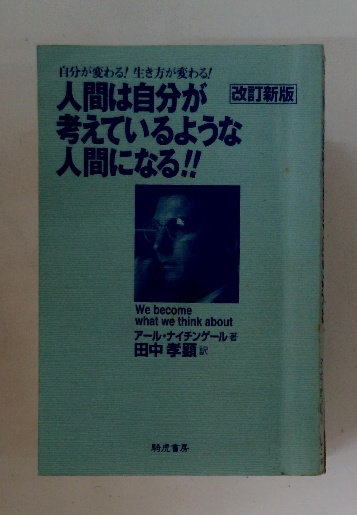 自分が変わる! 生き方が変わる!
人間は自分が
改訂新版
考えているような
人間になる!!
We become
what we think about
アール・ナイチンゲール 著
田中 孝顕 訳
騎虎書房